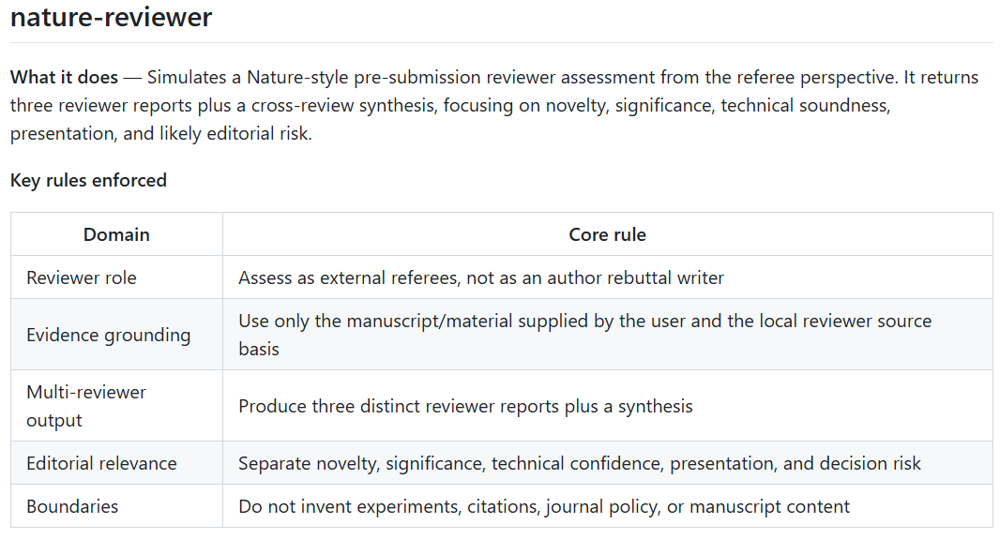 nature-reviewer
What it does — Simulates a Nature-style pre-submission reviewer assessment from the referee perspective. It returns
three reviewer reports plus a cross-review synthesis, focusing on novelty, significance, technical soundness,
presentation, and likely editorial risk.
Key rules enforced
Domain Core rule
Reviewer role Assess as external referees, not as an author rebuttal writer
Evidence grounding Use only the manuscript/material supplied by the user and the local reviewer source
basis
Multi-reviewer
output Produce three distinct reviewer reports plus a synthesis
Editorial relevance Separate novelty, significance, technical confidence, presentation, and decision risk
Boundaries Do not invent experiments, citations, journal policy, or manuscript content